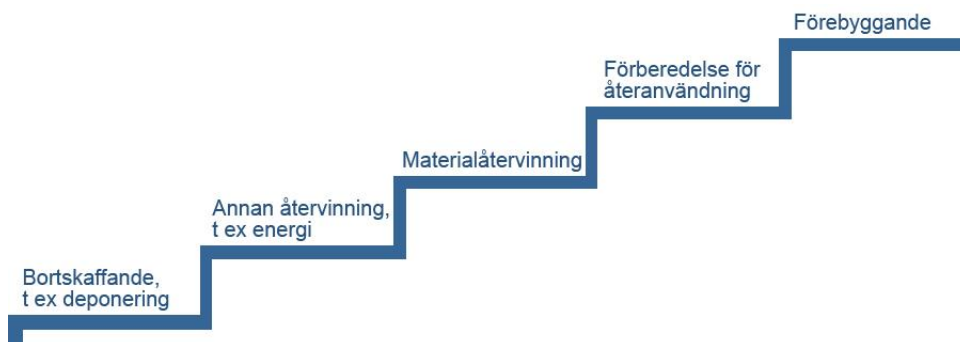 Förebyggande
Förberedelse för
återanvändning
Materialåtervinning
Annan återvinning,
t ex energi
Bortskaffande,
t ex deponering